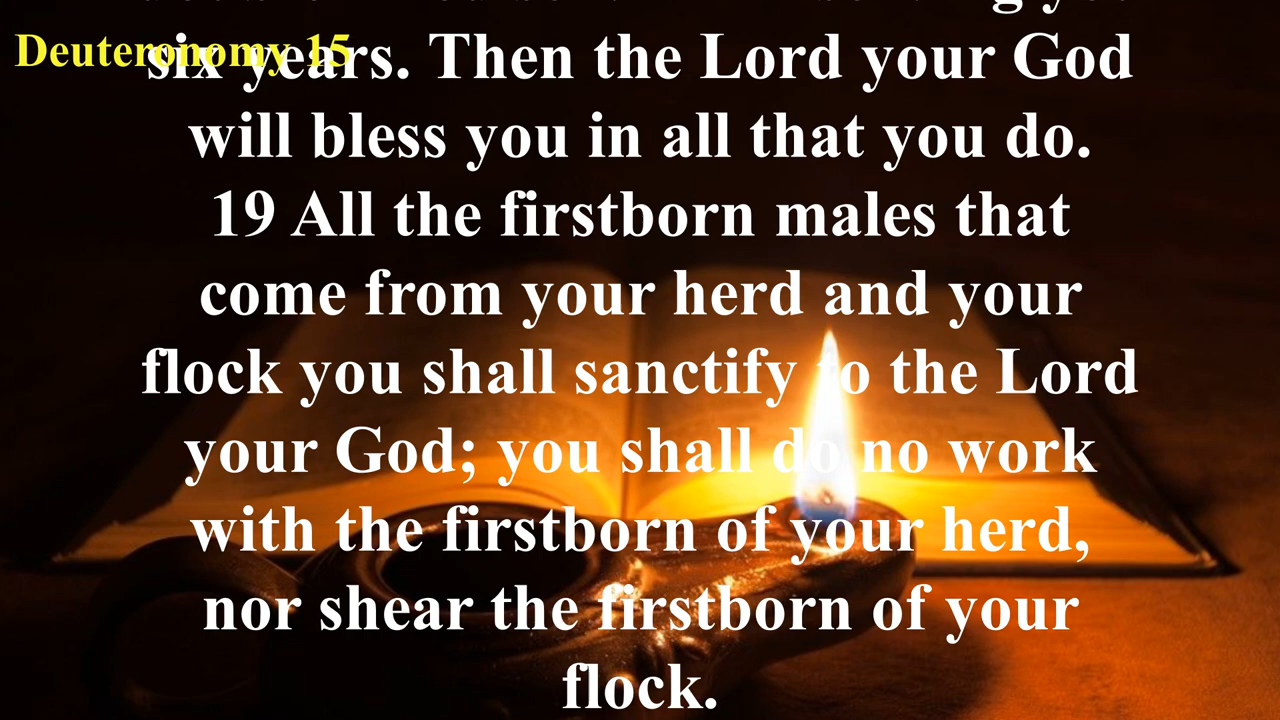 Deuteronomy 15
six years. Then the Lord your God
will bless you in all that you do.
19 All the firstborn males that
come from your herd and your
flock you shall sanctify to the Lord
your God; you shall do no work
with the firstborn of your herd,
nor shear the firstborn of your
flock.